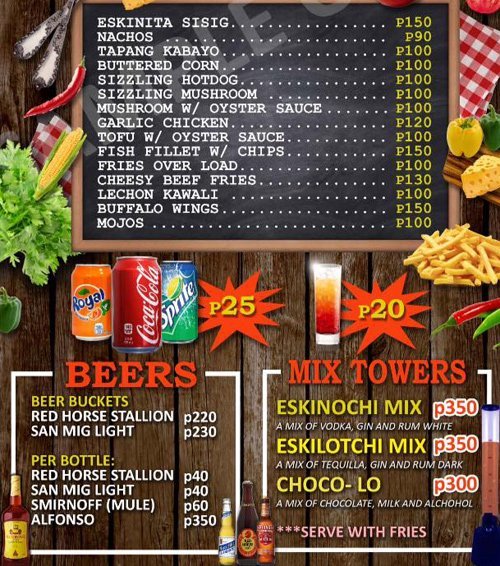 ESKINITA SISIG..................P150
NACHOS..........................P90
TAPANG KABAYO...................P100
BUTTERED CORN...................P100
SIZZLING HOTDOG.................P100
SIZZLING MUSHROOM...............P100
MUSHROOM W/ OYSTER SAUCE........P100
GARLIC CHICKEN..................P120
TOFU W/ OYSTER SAUCE............P100
FISH FILLET W/ CHIPS............P150
FRIES OVER LOAD.................P100
CHEESY BEEF FRIES...............P130
LECHON KAWALI...................P100
BUFFALO WINGS...................P150
MOJOS...........................P100
Royal Coca-Cola Sprite P25
P20
BEERS
BEER BUCKETS
RED HORSE STALLION p220
SAN MIG LIGHT p230
PER BOTTLE:
RED HORSE STALLION p40
SAN MIG LIGHT p40
SMIRNOFF (MULE) p60
ALFONSO p350
MIX TOWERS
ESKINOCHI MIX p350
A MIX OF VODKA, GIN AND RUM WHITE
ESKILOTCHI MIX p350
A MIX OF TEQUILLA, GIN AND RUM DARK
CHOCO- LO p300
A MIX OF CHOCOLATE, MILK AND ALCHOHOL
***SERVE WITH FRIES